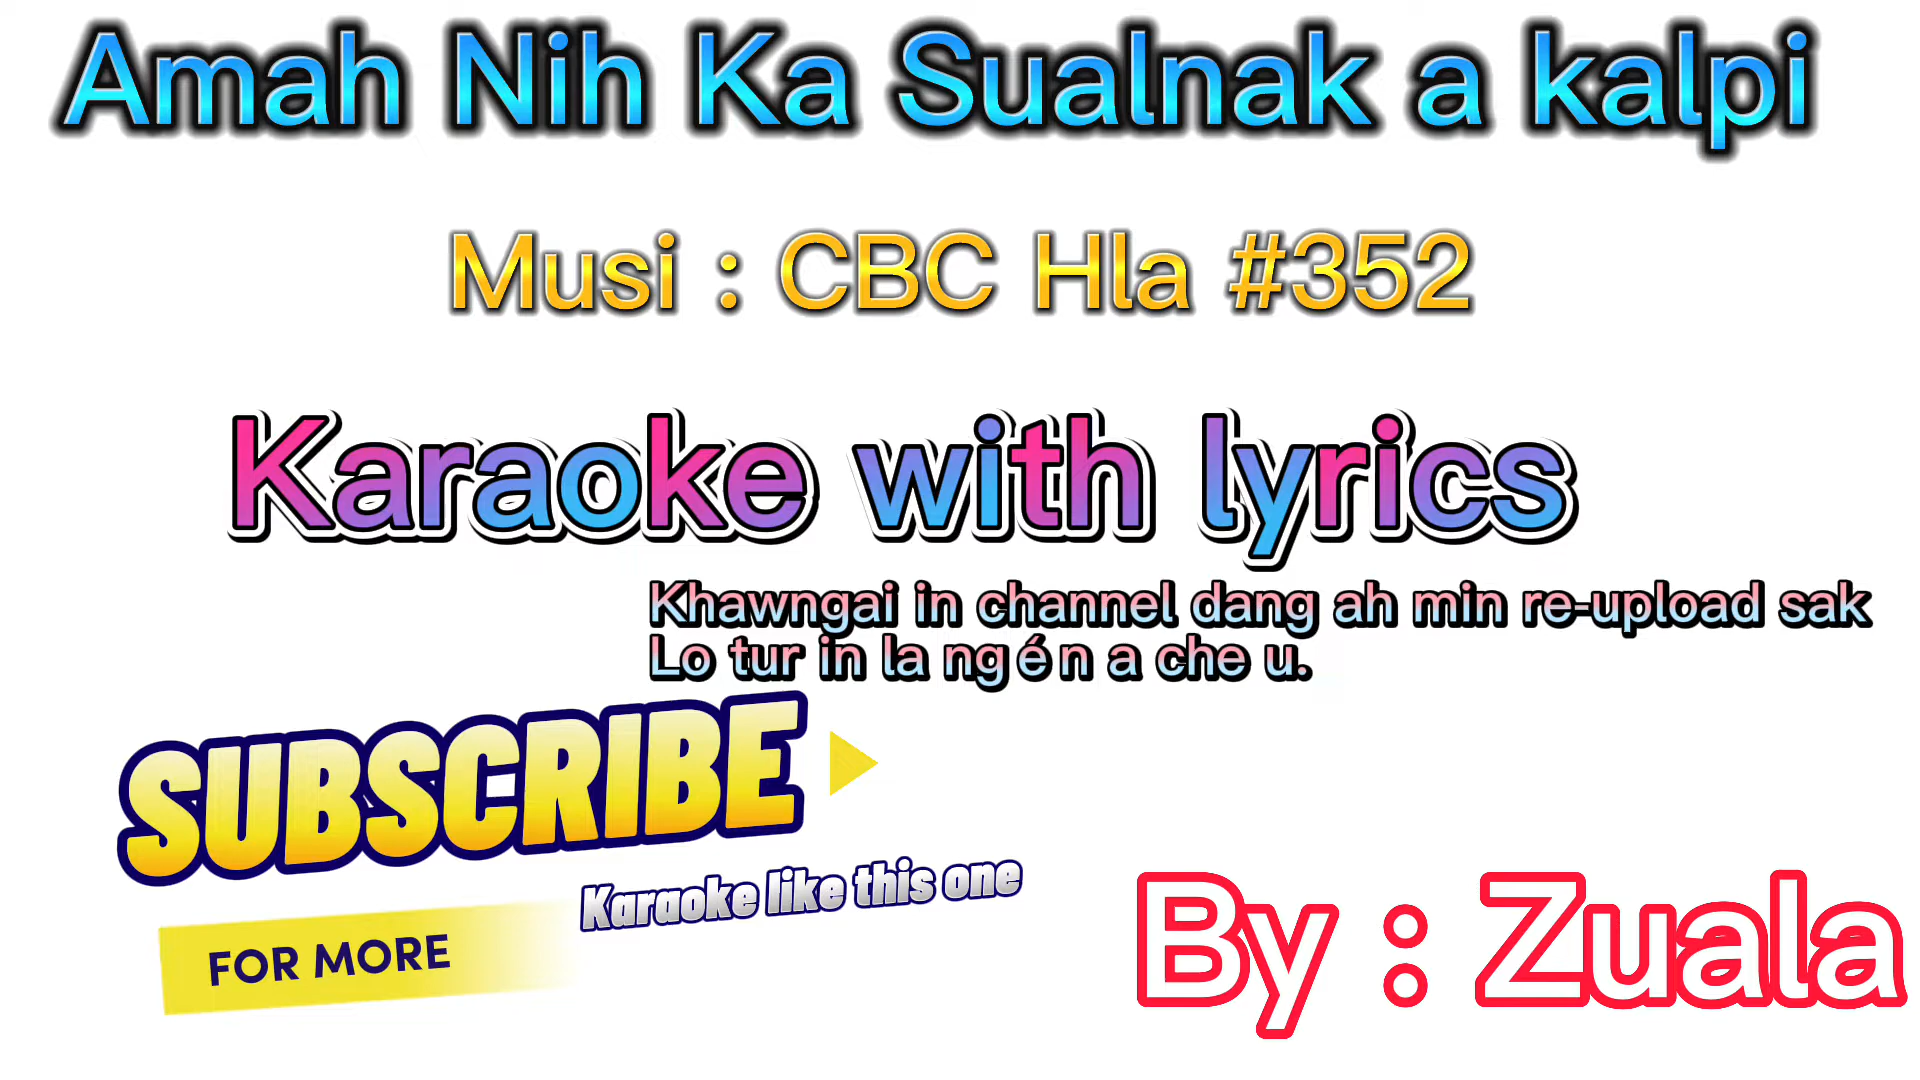 Amah Nih Ka Sualnak a kalpi
Musi : CBC Hla #352
Karaoke with lyrics
Khawngai in channel dang ah min re-upload sak
Lo tur in la ngén a che u.
SUBSCRIBE
Karaoke like this one
FOR MORE
By : Zuala